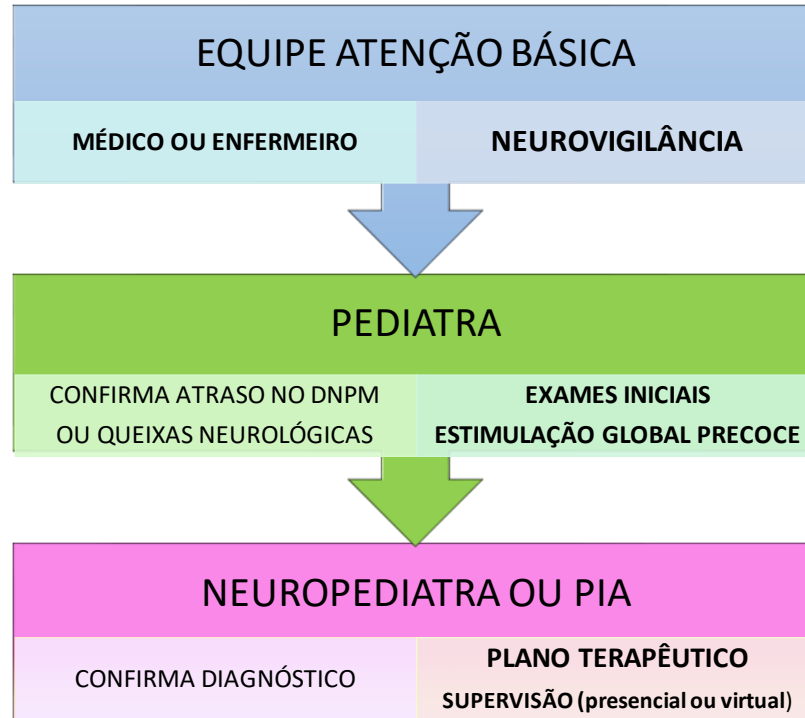 EQUIPE ATENÇÃO BÁSICA
MÉDICO OU ENFERMEIRO
NEUROVIGILÂNCIA
PEDIATRA
CONFIRMA ATRASO NO DNPM
OU QUEIXAS NEUROLÓGICAS
EXAMES INICIAIS
ESTIMULAÇÃO GLOBAL PRECOCE
NEUROPEDIATRA OU PIA
CONFIRMA DIAGNÓSTICO
PLANO TERAPÊUTICO
SUPERVISÃO (presencial ou virtual)